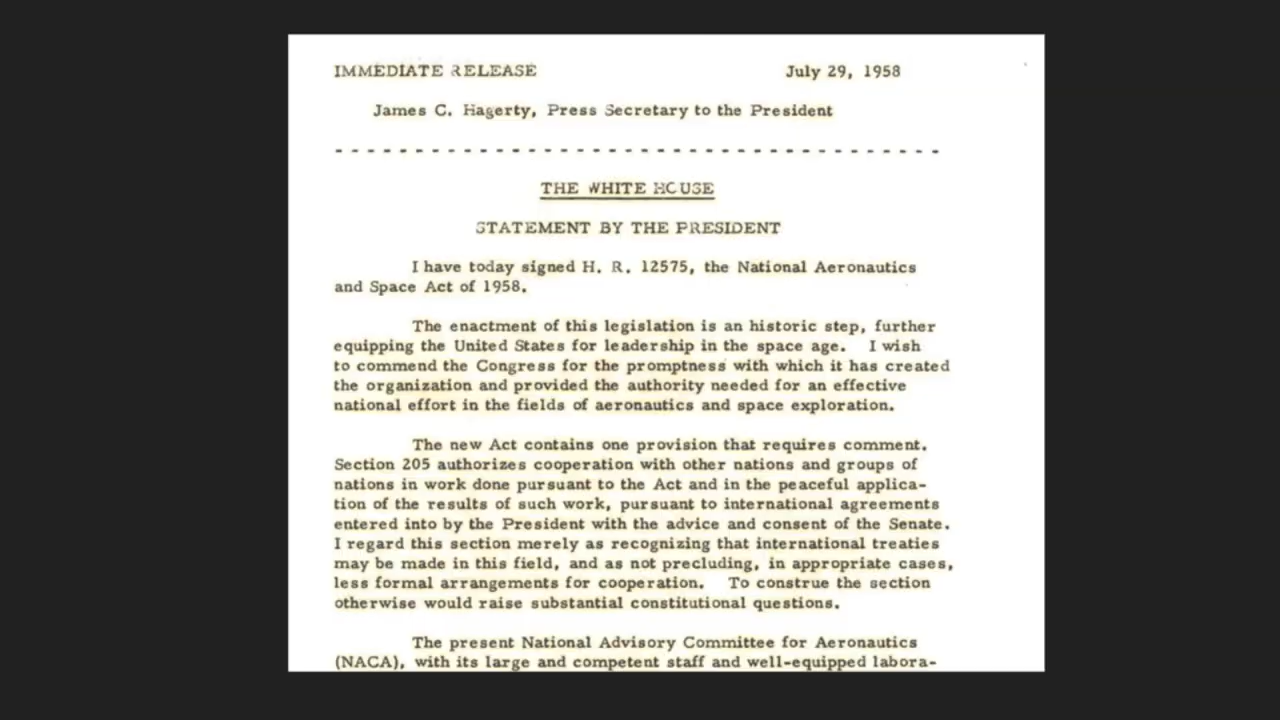 IMMEDIATE RELEASE July 29, 1958
James C. Hagerty, Press Secretary to the President
- - - - - - - - - - - - - - - - - - - - - - - - - - - - - - - - - - - - - -
THE WHITE HOUSE
STATEMENT BY THE PRESIDENT
I have today signed H. R. 12575, the National Aeronautics
and Space Act of 1958.
The enactment of this legislation is an historic step, further
equipping the United States for leadership in the space age. I wish
to commend the Congress for the promptness with which it has created
the organization and provided the authority needed for an effective
national effort in the fields of aeronautics and space exploration.
The new Act contains one provision that requires comment.
Section 205 authorizes cooperation with other nations and groups of
nations in work done pursuant to the Act and in the peaceful applica-
tion of the results of such work, pursuant to international agreements
entered into by the President with the advice and consent of the Senate.
I regard this section merely as recognizing that international treaties
may be made in this field, and as not precluding, in appropriate cases,
less formal arrangements for cooperation. To construe the section
otherwise would raise substantial constitutional questions.
The present National Advisory Committee for Aeronautics
(NACA), with its large and competent staff and well-equipped labora-